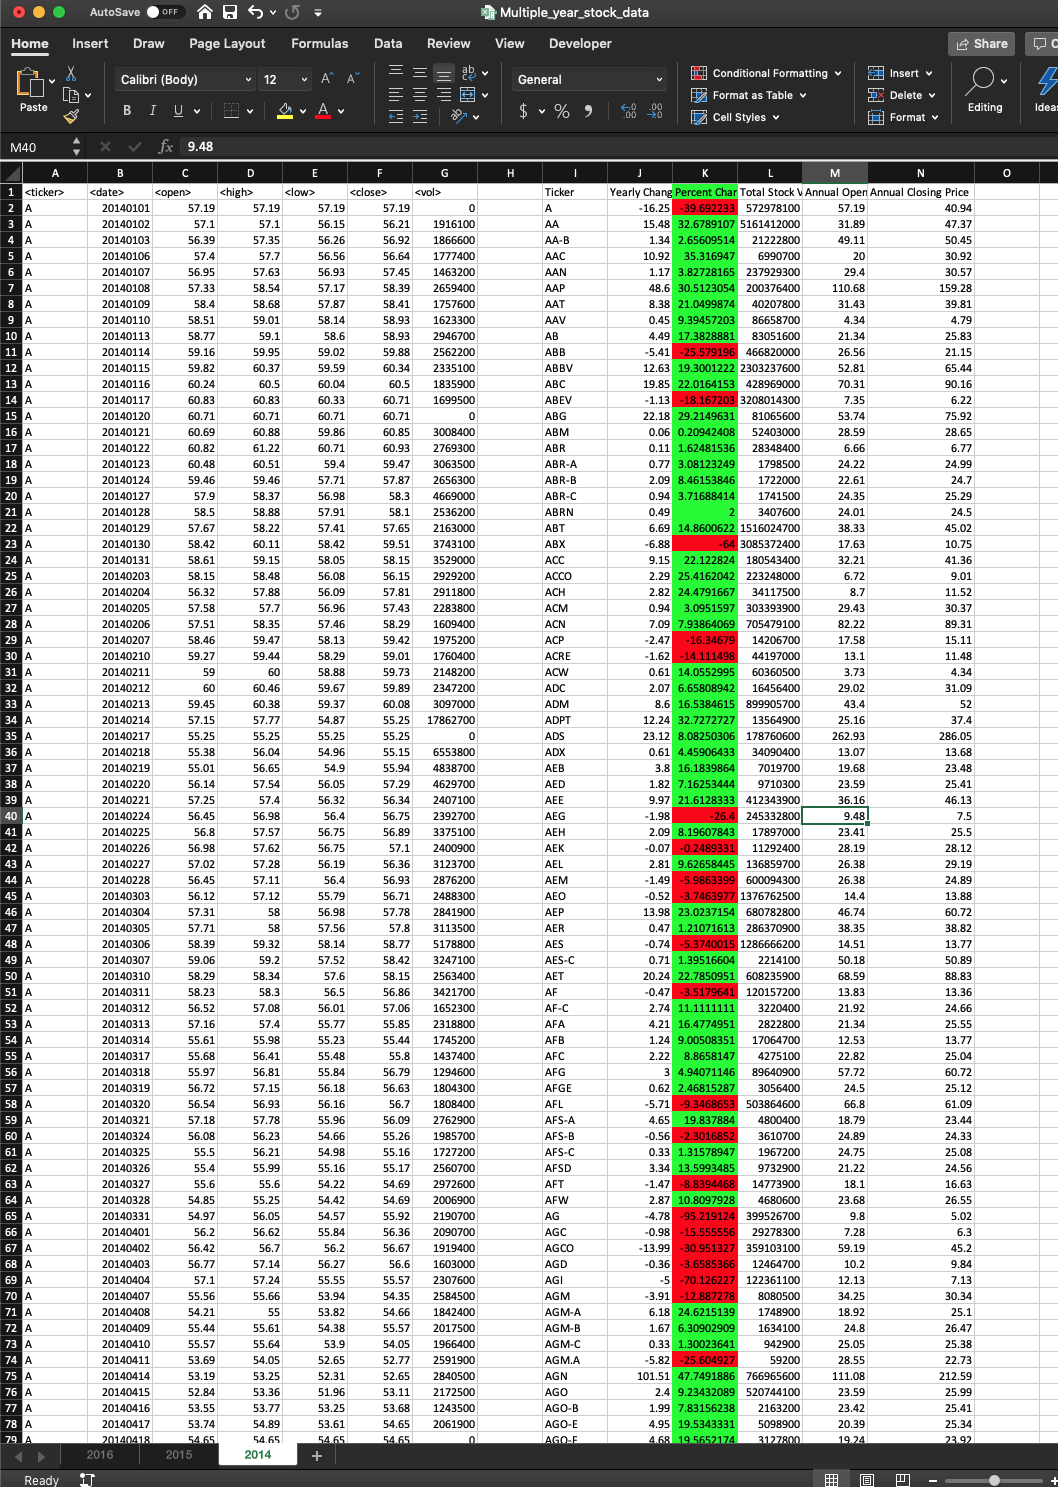 AutoSave OFF Multiple_year_stock_data
Home Insert Draw Page Layout Formulas Data Review View Developer Share C
Paste Calibri (Body) 12 A^ A General Conditional Formatting Insert Editing Ideas
B I U A $ % 9 Format as Table Delete
Cell Styles Format
M40 fx 9.48
A B C D E F G H I J K L M N O
1 <ticker> <date> <open> <high> <low> <close> <vol> Ticker Yearly Chang Percent Char Total Stock V Annual Open Annual Closing Price
2 A 20140101 57.19 57.19 57.19 57.19 0 A -16.25 -39.692233 572978100 57.19 40.94
3 A 20140102 57.1 57.1 56.15 56.21 1916100 AA 15.48 32.6789107 5161412000 31.89 47.37
4 A 20140103 56.39 57.35 56.26 56.92 1866600 AA-B 1.34 2.65609514 21222800 49.11 50.45
5 A 20140106 57.4 57.7 56.56 56.64 1777400 AAC 10.92 35.316947 6990700 20 30.92
6 A 20140107 56.95 57.63 56.93 57.45 1463200 AAN 1.17 3.82728165 237929300 29.4 30.57
7 A 20140108 57.33 58.54 57.17 58.39 2659400 AAP 48.6 30.5123054 200376400 110.68 159.28
8 A 20140109 58.4 58.68 57.87 58.41 1757600 AAT 8.38 21.0499874 40207800 31.43 39.81
9 A 20140110 58.51 59.01 58.14 58.93 1623300 AAV 0.45 9.39457203 86658700 4.34 4.79
10 A 20140113 58.77 59.1 58.6 58.93 2946700 AB 4.49 17.3828881 83051600 21.34 25.83
11 A 20140114 59.16 59.95 59.02 59.88 2562200 ABB -5.41 -25.579196 466820000 26.56 21.15
12 A 20140115 59.82 60.37 59.59 60.34 2335100 ABBV 12.63 19.3001222 2303237600 52.81 65.44
13 A 20140116 60.24 60.5 60.04 60.5 1835900 ABC 19.85 22.0164153 428969000 70.31 90.16
14 A 20140117 60.83 60.83 60.33 60.71 1699500 ABEV -1.13 -18.167203 3208014300 7.35 6.22
15 A 20140120 60.71 60.71 60.71 60.71 0 ABG 22.18 29.2149631 81065600 53.74 75.92
16 A 20140121 60.69 60.88 59.86 60.85 3008400 ABM 0.06 0.20942408 52403000 28.59 28.65
17 A 20140122 60.82 61.22 60.71 60.93 2769300 ABR 0.11 1.62481536 28348400 6.66 6.77
18 A 20140123 60.48 60.51 59.4 59.47 3063500 ABR-A 0.77 3.08123249 1798500 24.22 24.99
19 A 20140124 59.46 59.46 57.71 57.87 2656300 ABR-B 2.09 8.46153846 1722000 22.61 24.7
20 A 20140127 57.9 58.37 56.98 58.3 4669000 ABR-C 0.94 3.71688414 1741500 24.35 25.29
21 A 20140128 58.5 58.88 57.91 58.1 2536200 ABRN 0.49 2 3407600 24.01 24.5
22 A 20140129 57.67 58.22 57.41 57.65 2163000 ABT 6.69 14.8600622 1516024700 38.33 45.02
23 A 20140130 58.42 60.11 58.42 59.51 3743100 ABX -6.88 -64 3085372400 17.63 10.75
24 A 20140131 58.61 59.15 58.05 58.15 3529000 ACC 9.15 22.122824 180543400 32.21 41.36
25 A 20140203 58.15 58.48 56.08 56.15 2929200 ACCO 2.29 25.4162042 223248000 6.72 9.01
26 A 20140204 56.32 57.88 56.09 57.81 2911800 ACH 2.82 24.4791667 34117500 8.7 11.52
27 A 20140205 57.58 57.7 56.96 57.43 2283800 ACM 0.94 3.0951597 303393900 29.43 30.37
28 A 20140206 57.51 58.35 57.46 58.29 1609400 ACN 7.09 7.93864069 705479100 82.22 89.31
29 A 20140207 58.46 59.47 58.13 59.42 1975200 ACP -2.47 -16.34679 14206700 17.58 15.11
30 A 20140210 59.27 59.44 58.29 59.01 1760400 ACRE -1.62 -14.111498 44197000 13.1 11.48
31 A 20140211 59 60 58.88 59.73 2148200 ACW 0.61 14.0552995 60360500 3.73 4.34
32 A 20140212 60 60.46 59.67 59.89 2347200 ADC 2.07 6.65808942 16456400 29.02 31.09
33 A 20140213 59.45 60.38 59.37 60.08 3097000 ADM 8.6 16.5384615 899905700 43.4 52
34 A 20140214 57.15 57.77 54.87 55.25 17862700 ADPT 12.24 32.7272727 13564900 25.16 37.4
35 A 20140217 55.25 55.25 55.25 55.25 0 ADS 23.12 8.08250306 178760600 262.93 286.05
36 A 20140218 55.38 56.04 54.96 55.15 6553800 ADX 0.61 4.45906433 34090400 13.07 13.68
37 A 20140219 55.01 56.65 54.9 55.94 4838700 AEB 3.8 16.1839864 7019700 19.68 23.48
38 A 20140220 56.14 57.54 56.05 57.29 4629700 AED 1.82 7.16253444 9710300 23.59 25.41
39 A 20140221 57.25 57.4 56.32 56.34 2407100 AEE 9.97 21.6128333 412343900 36.16 46.13
40 A 20140224 56.45 56.98 56.4 56.75 2392700 AEG -1.98 -26.4 245332800 9.48 7.5
41 A 20140225 56.8 57.57 56.75 56.89 3375100 AEH 2.09 8.19607843 17897000 23.41 25.5
42 A 20140226 56.98 57.62 56.75 57.1 2400900 AEK -0.07 -0.2489331 11292400 28.19 28.12
43 A 20140227 57.02 57.28 56.19 56.36 3123700 AEL 2.81 9.62658445 136859700 26.38 29.19
44 A 20140228 56.45 57.11 56.4 56.93 2876200 AEM -1.49 -5.9863399 600094300 26.38 24.89
45 A 20140303 56.12 57.12 55.79 56.71 2488300 AEO -0.52 -3.7463977 1376762500 14.4 13.88
46 A 20140304 57.31 58 56.98 57.78 2841900 AEP 13.98 23.0237154 680782800 46.74 60.72
47 A 20140305 57.71 58 57.56 57.8 3113500 AER 0.47 1.21071613 286370900 38.35 38.82
48 A 20140306 58.39 59.32 58.14 58.77 5178800 AES -0.74 -5.3740015 1286666200 14.51 13.77
49 A 20140307 59.06 59.2 57.52 58.42 3247100 AES-C 0.71 1.39516604 2214100 50.18 50.89
50 A 20140310 58.29 58.34 57.6 58.15 2563400 AET 20.24 22.7850951 608235900 68.59 88.83
51 A 20140311 58.23 58.3 56.5 56.86 3421700 AF -0.47 -3.5179641 120157200 13.83 13.36
52 A 20140312 56.52 57.08 56.01 57.06 1652300 AF-C 2.74 11.1111111 3220400 21.92 24.66
53 A 20140313 57.16 57.4 55.77 55.85 2318800 AFA 4.21 16.4774951 2822800 21.34 25.55
54 A 20140314 55.61 55.98 55.23 55.44 1745200 AFB 1.24 9.00508351 17064700 12.53 13.77
55 A 20140317 55.68 56.41 55.48 55.8 1437400 AFC 2.22 8.8658147 4275100 22.82 25.04
56 A 20140318 55.97 56.81 55.84 56.79 1294600 AFG 3 4.94071146 89640900 57.72 60.72
57 A 20140319 56.72 57.15 56.18 56.63 1804300 AFGE 0.62 2.46815287 3056400 24.5 25.12
58 A 20140320 56.54 56.93 56.16 56.7 1808400 AFL -5.71 -9.3468653 503864600 66.8 61.09
59 A 20140321 57.18 57.78 55.96 56.09 2762900 AFS-A 4.65 19.837884 4800400 18.79 23.44
60 A 20140324 56.08 56.23 54.66 55.26 1985700 AFS-B -0.56 -2.3016852 3610700 24.89 24.33
61 A 20140325 55.5 56.21 54.98 55.16 1727200 AFS-C 0.33 1.31578947 1967200 24.75 25.08
62 A 20140326 55.4 55.99 55.16 55.17 2560700 AFSD 3.34 13.5993485 9732900 21.22 24.56
63 A 20140327 55.6 55.6 54.22 54.69 2972600 AFT -1.47 -8.8394468 14773900 18.1 16.63
64 A 20140328 54.85 55.25 54.42 54.69 2006900 AFW 2.87 10.8097928 4680600 23.68 26.55
65 A 20140331 54.97 56.05 54.57 55.92 2190700 AG -4.78 -95.219124 399526700 9.8 5.02
66 A 20140401 56.2 56.62 55.84 56.36 2090700 AGC -0.98 -15.555556 29278300 7.28 6.3
67 A 20140402 56.42 56.7 56.2 56.67 1919400 AGCO -13.99 -30.951327 359103100 59.19 45.2
68 A 20140403 56.77 57.14 56.27 56.6 1603000 AGD -0.36 -3.6585366 12464700 10.2 9.84
69 A 20140404 57.1 57.24 55.55 55.57 2307600 AGI -5 -70.126227 122361100 12.13 7.13
70 A 20140407 55.56 55.66 53.94 54.35 2584500 AGM -3.91 -12.887278 8080500 34.25 30.34
71 A 20140408 54.21 55 53.82 54.66 1842400 AGM-A 6.18 24.6215139 1748900 18.92 25.1
72 A 20140409 55.44 55.61 54.38 55.57 2017500 AGM-B 1.67 6.30902909 1634100 24.8 26.47
73 A 20140410 55.57 55.64 53.9 54.05 1966400 AGM-C 0.33 1.30023641 942900 25.05 25.38
74 A 20140411 53.69 54.05 52.65 52.77 2591900 AGM.A -5.82 -25.604927 59200 28.55 22.73
75 A 20140414 53.19 53.25 52.31 52.65 2840500 AGN 101.51 47.7491886 766965600 111.08 212.59
76 A 20140415 52.84 53.36 51.96 53.11 2172500 AGO 2.4 9.23432089 520744100 23.59 25.99
77 A 20140416 53.55 53.77 53.25 53.68 1243500 AGO-B 1.99 7.83156238 2163200 23.42 25.41
78 A 20140417 53.74 54.89 53.61 54.65 2061900 AGO-E 4.95 19.5343331 5098900 20.39 25.34
79 A 20140418 54.65 54.65 54.65 54.65 0 AGO-F 4.68 19.5652174 3127800 19.24 23.92
2016 2015 2014 +
Ready